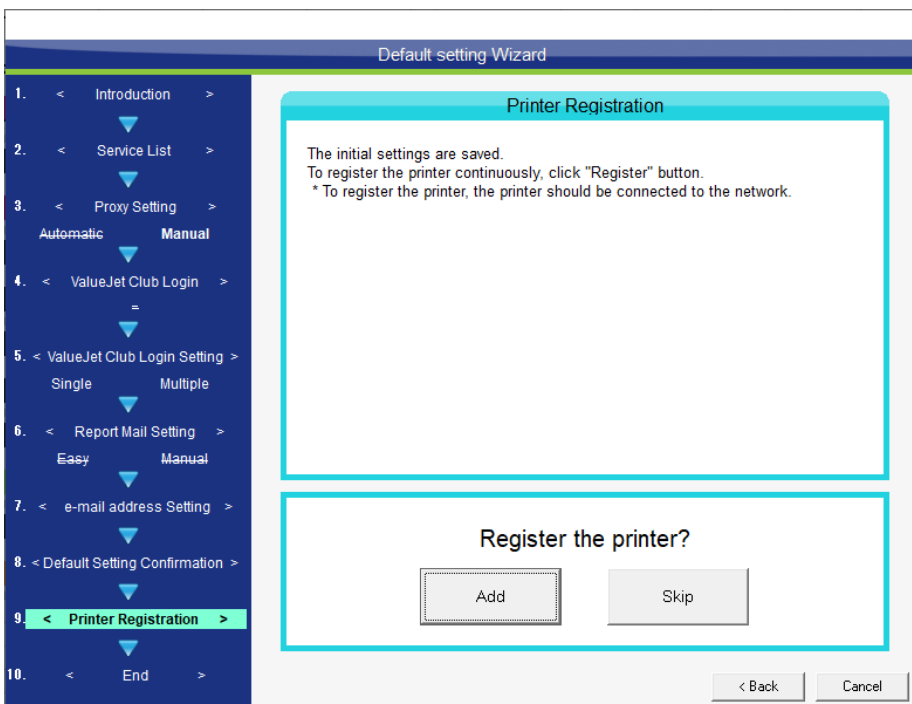 Default setting Wizard
1. < Introduction >
2. < Service List >
3. < Proxy Setting >
Automatic Manual
4. < ValueJet Club Login >
=
5. < ValueJet Club Login Setting >
Single Multiple
6. < Report Mail Setting >
Easy Manual
7. < e-mail address Setting >
8. < Default Setting Confirmation >
9. < Printer Registration >
10. < End >
Printer Registration
The initial settings are saved.
To register the printer continuously, click "Register" button.
* To register the printer, the printer should be connected to the network.
Register the printer?
Add Skip
< Back Cancel